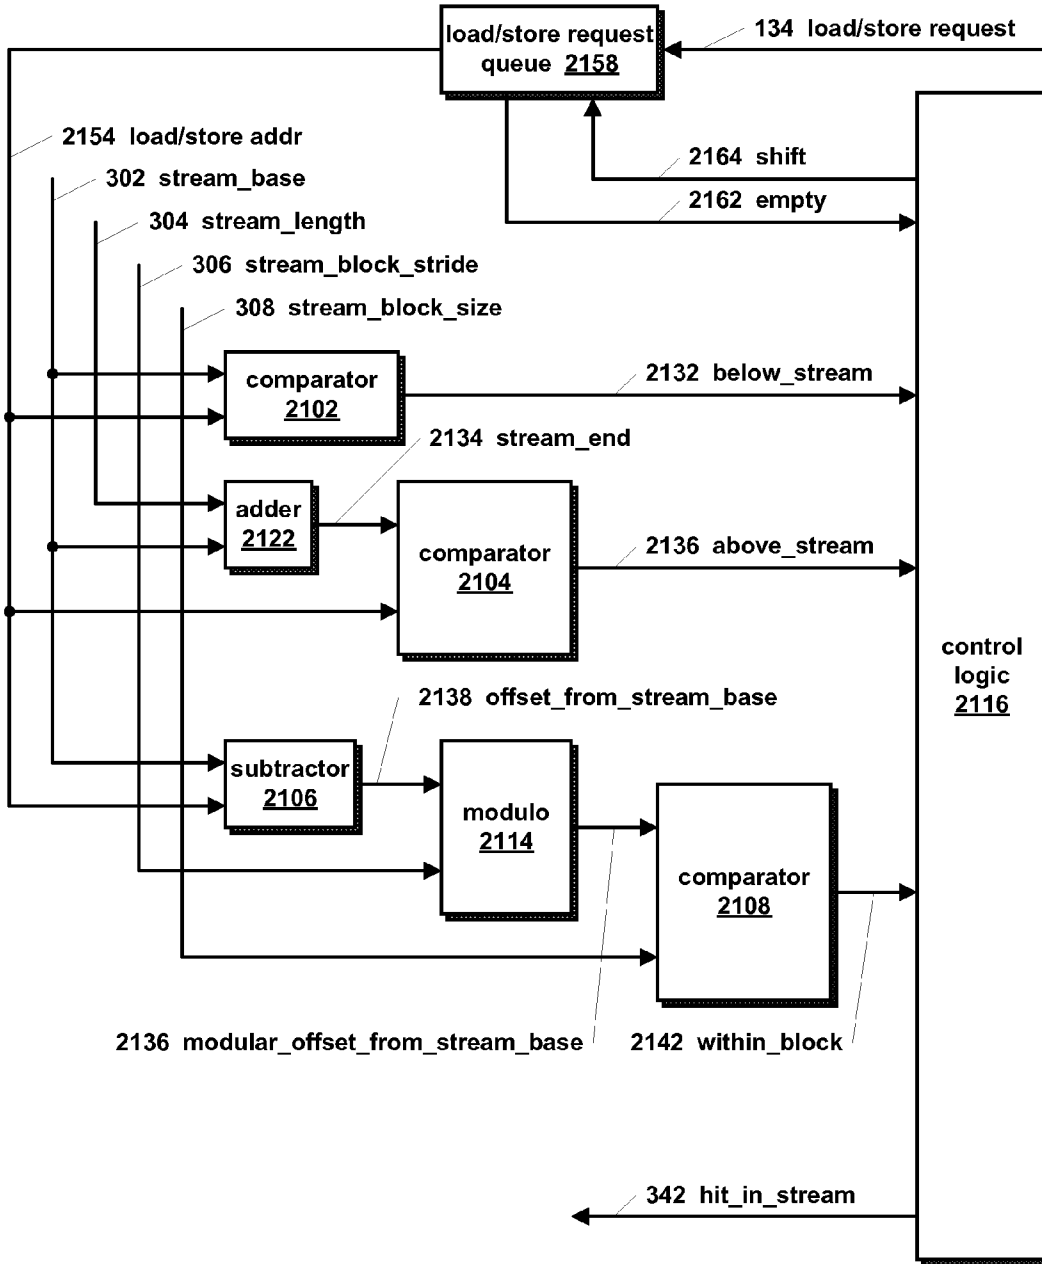 load/store request
queue 2158
134 load/store request
2154 load/store addr
2164 shift
302 stream_base
2162 empty
304 stream_length
306 stream_block_stride
308 stream_block_size
comparator
2102
2132 below_stream
2134 stream_end
adder
2122
comparator
2104
2136 above_stream
control
logic
2116
2138 offset_from_stream_base
subtractor
2106
modulo
2114
comparator
2108
2136 modular_offset_from_stream_base
2142 within_block
342 hit_in_stream